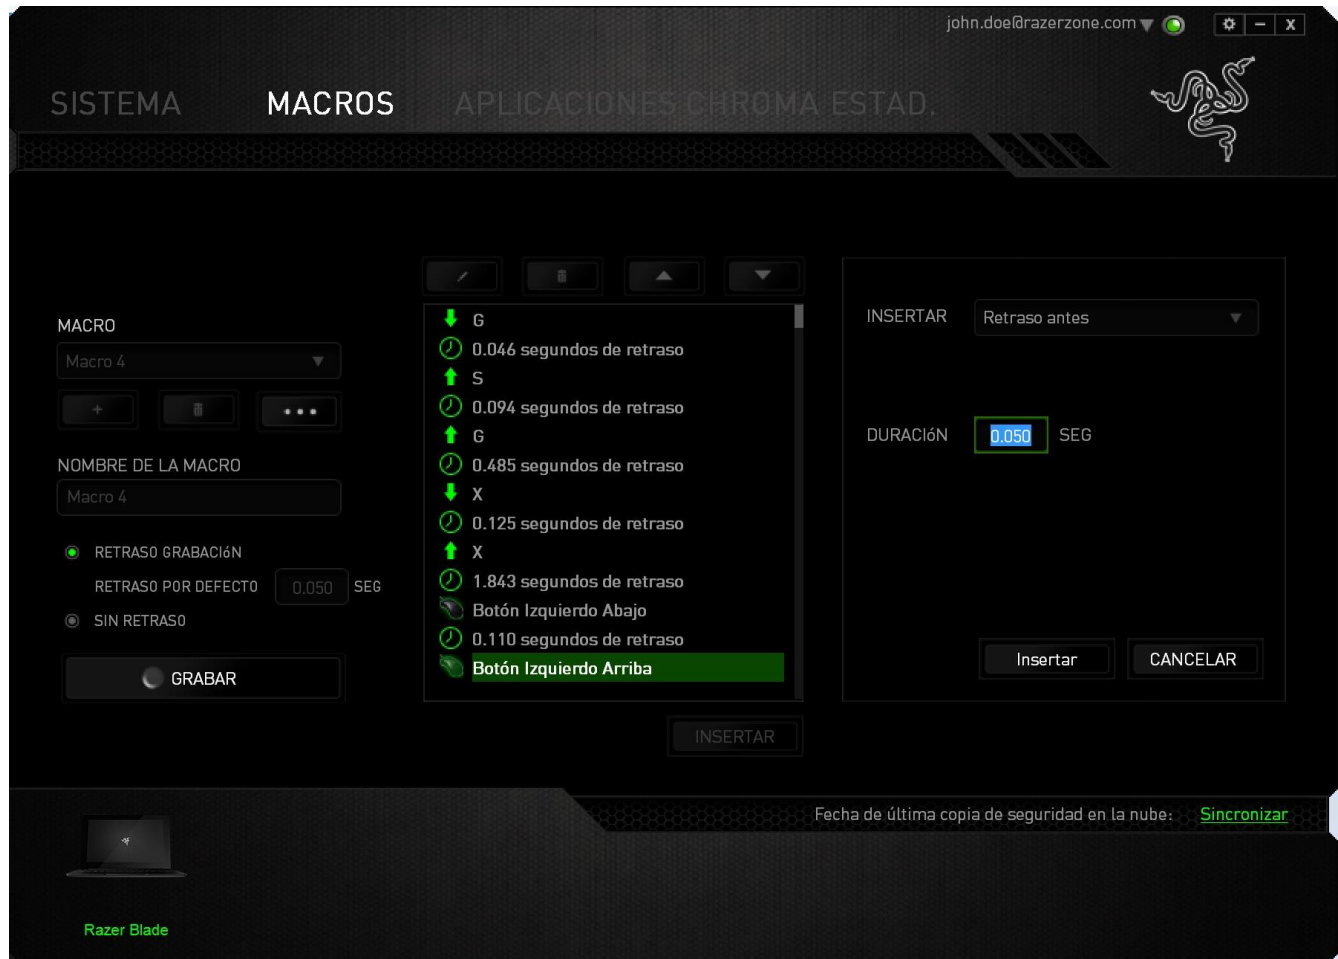 john.doe@razerzone.com
SISTEMA MACROS APLICACIONES CHROMA ESTAD.
MACRO
Macro 4
NOMBRE DE LA MACRO
Macro 4
RETRASO GRABACIóN
RETRASO POR DEFECTO 0.050 SEG
SIN RETRASO
GRABAR
G
0.046 segundos de retraso
S
0.094 segundos de retraso
G
0.485 segundos de retraso
X
0.125 segundos de retraso
X
1.843 segundos de retraso
Botón Izquierdo Abajo
0.110 segundos de retraso
Botón Izquierdo Arriba
INSERTAR
INSERTAR Retraso antes
DURACIóN 0.050 SEG
Insertar CANCELAR
Fecha de última copia de seguridad en la nube: Sincronizar
Razer Blade